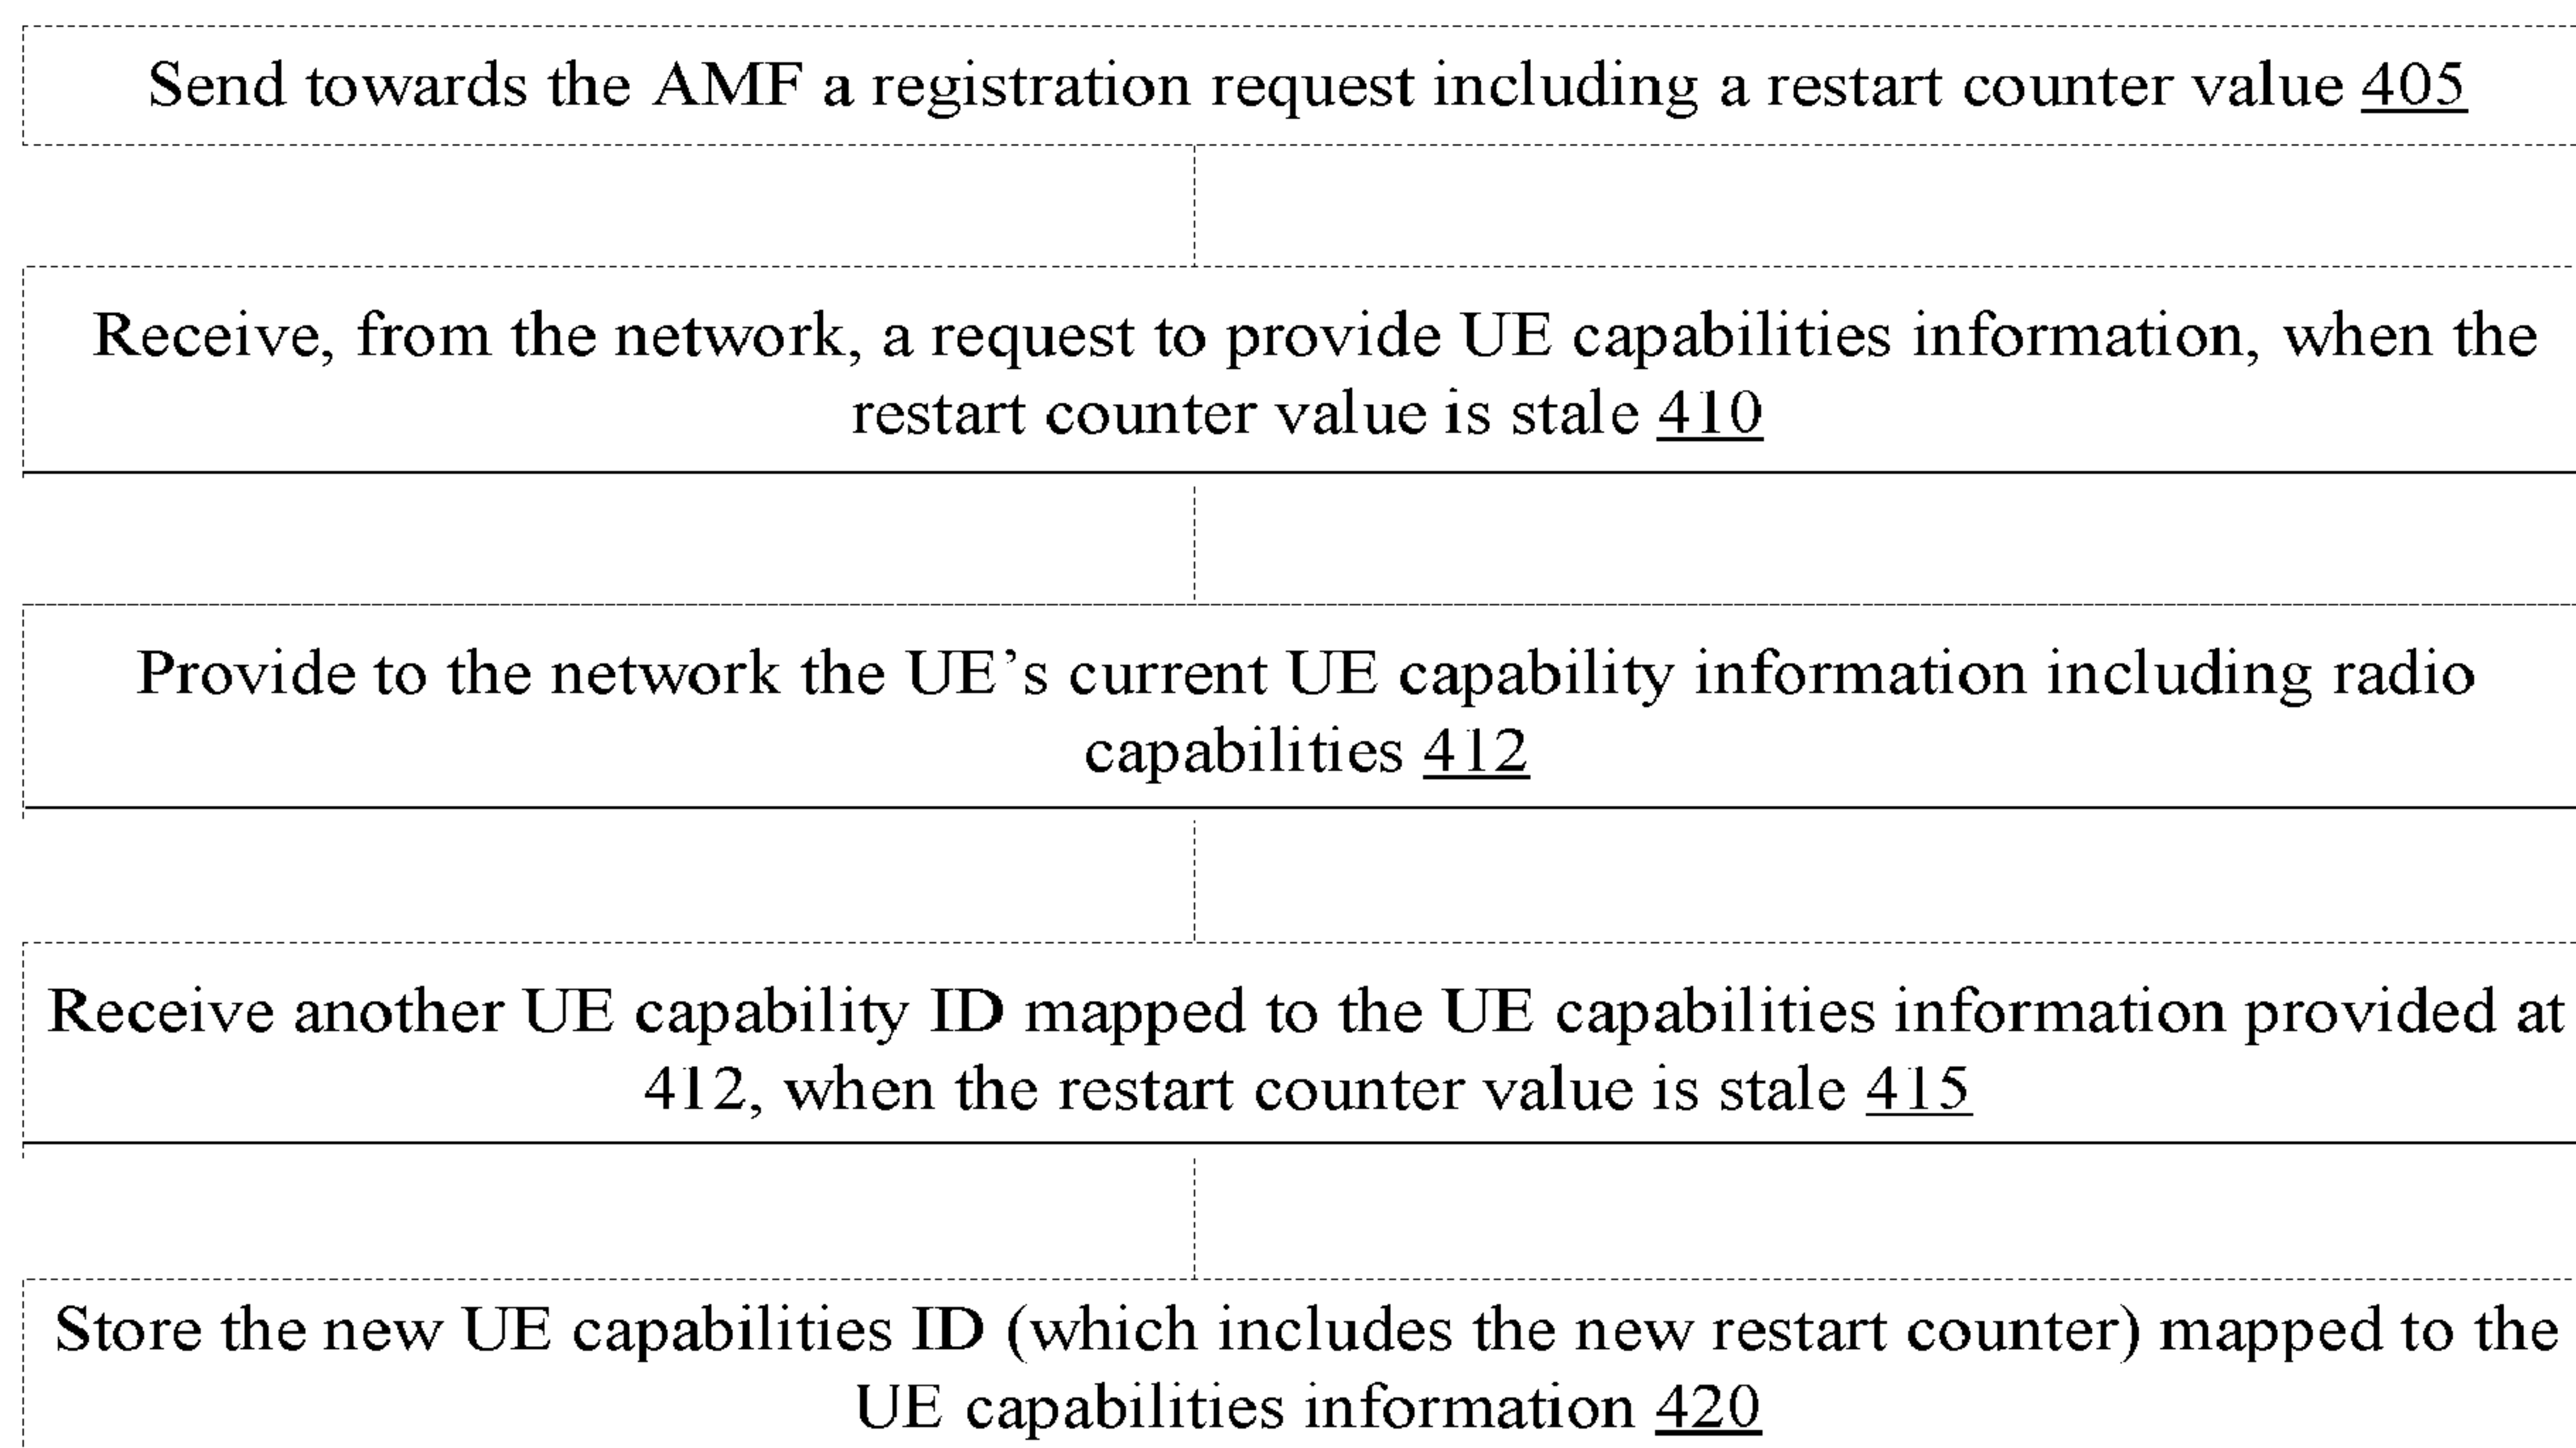 Send towards the AMF a registration request including a restart counter value 405
Receive, from the network, a request to provide UE capabilities information, when the
restart counter value is stale 410
Provide to the network the UE’s current UE capability information including radio
capabilities 412
Receive another UE capability ID mapped to the UE capabilities information provided at
412, when the restart counter value is stale 415
Store the new UE capabilities ID (which includes the new restart counter) mapped to the
UE capabilities information 420